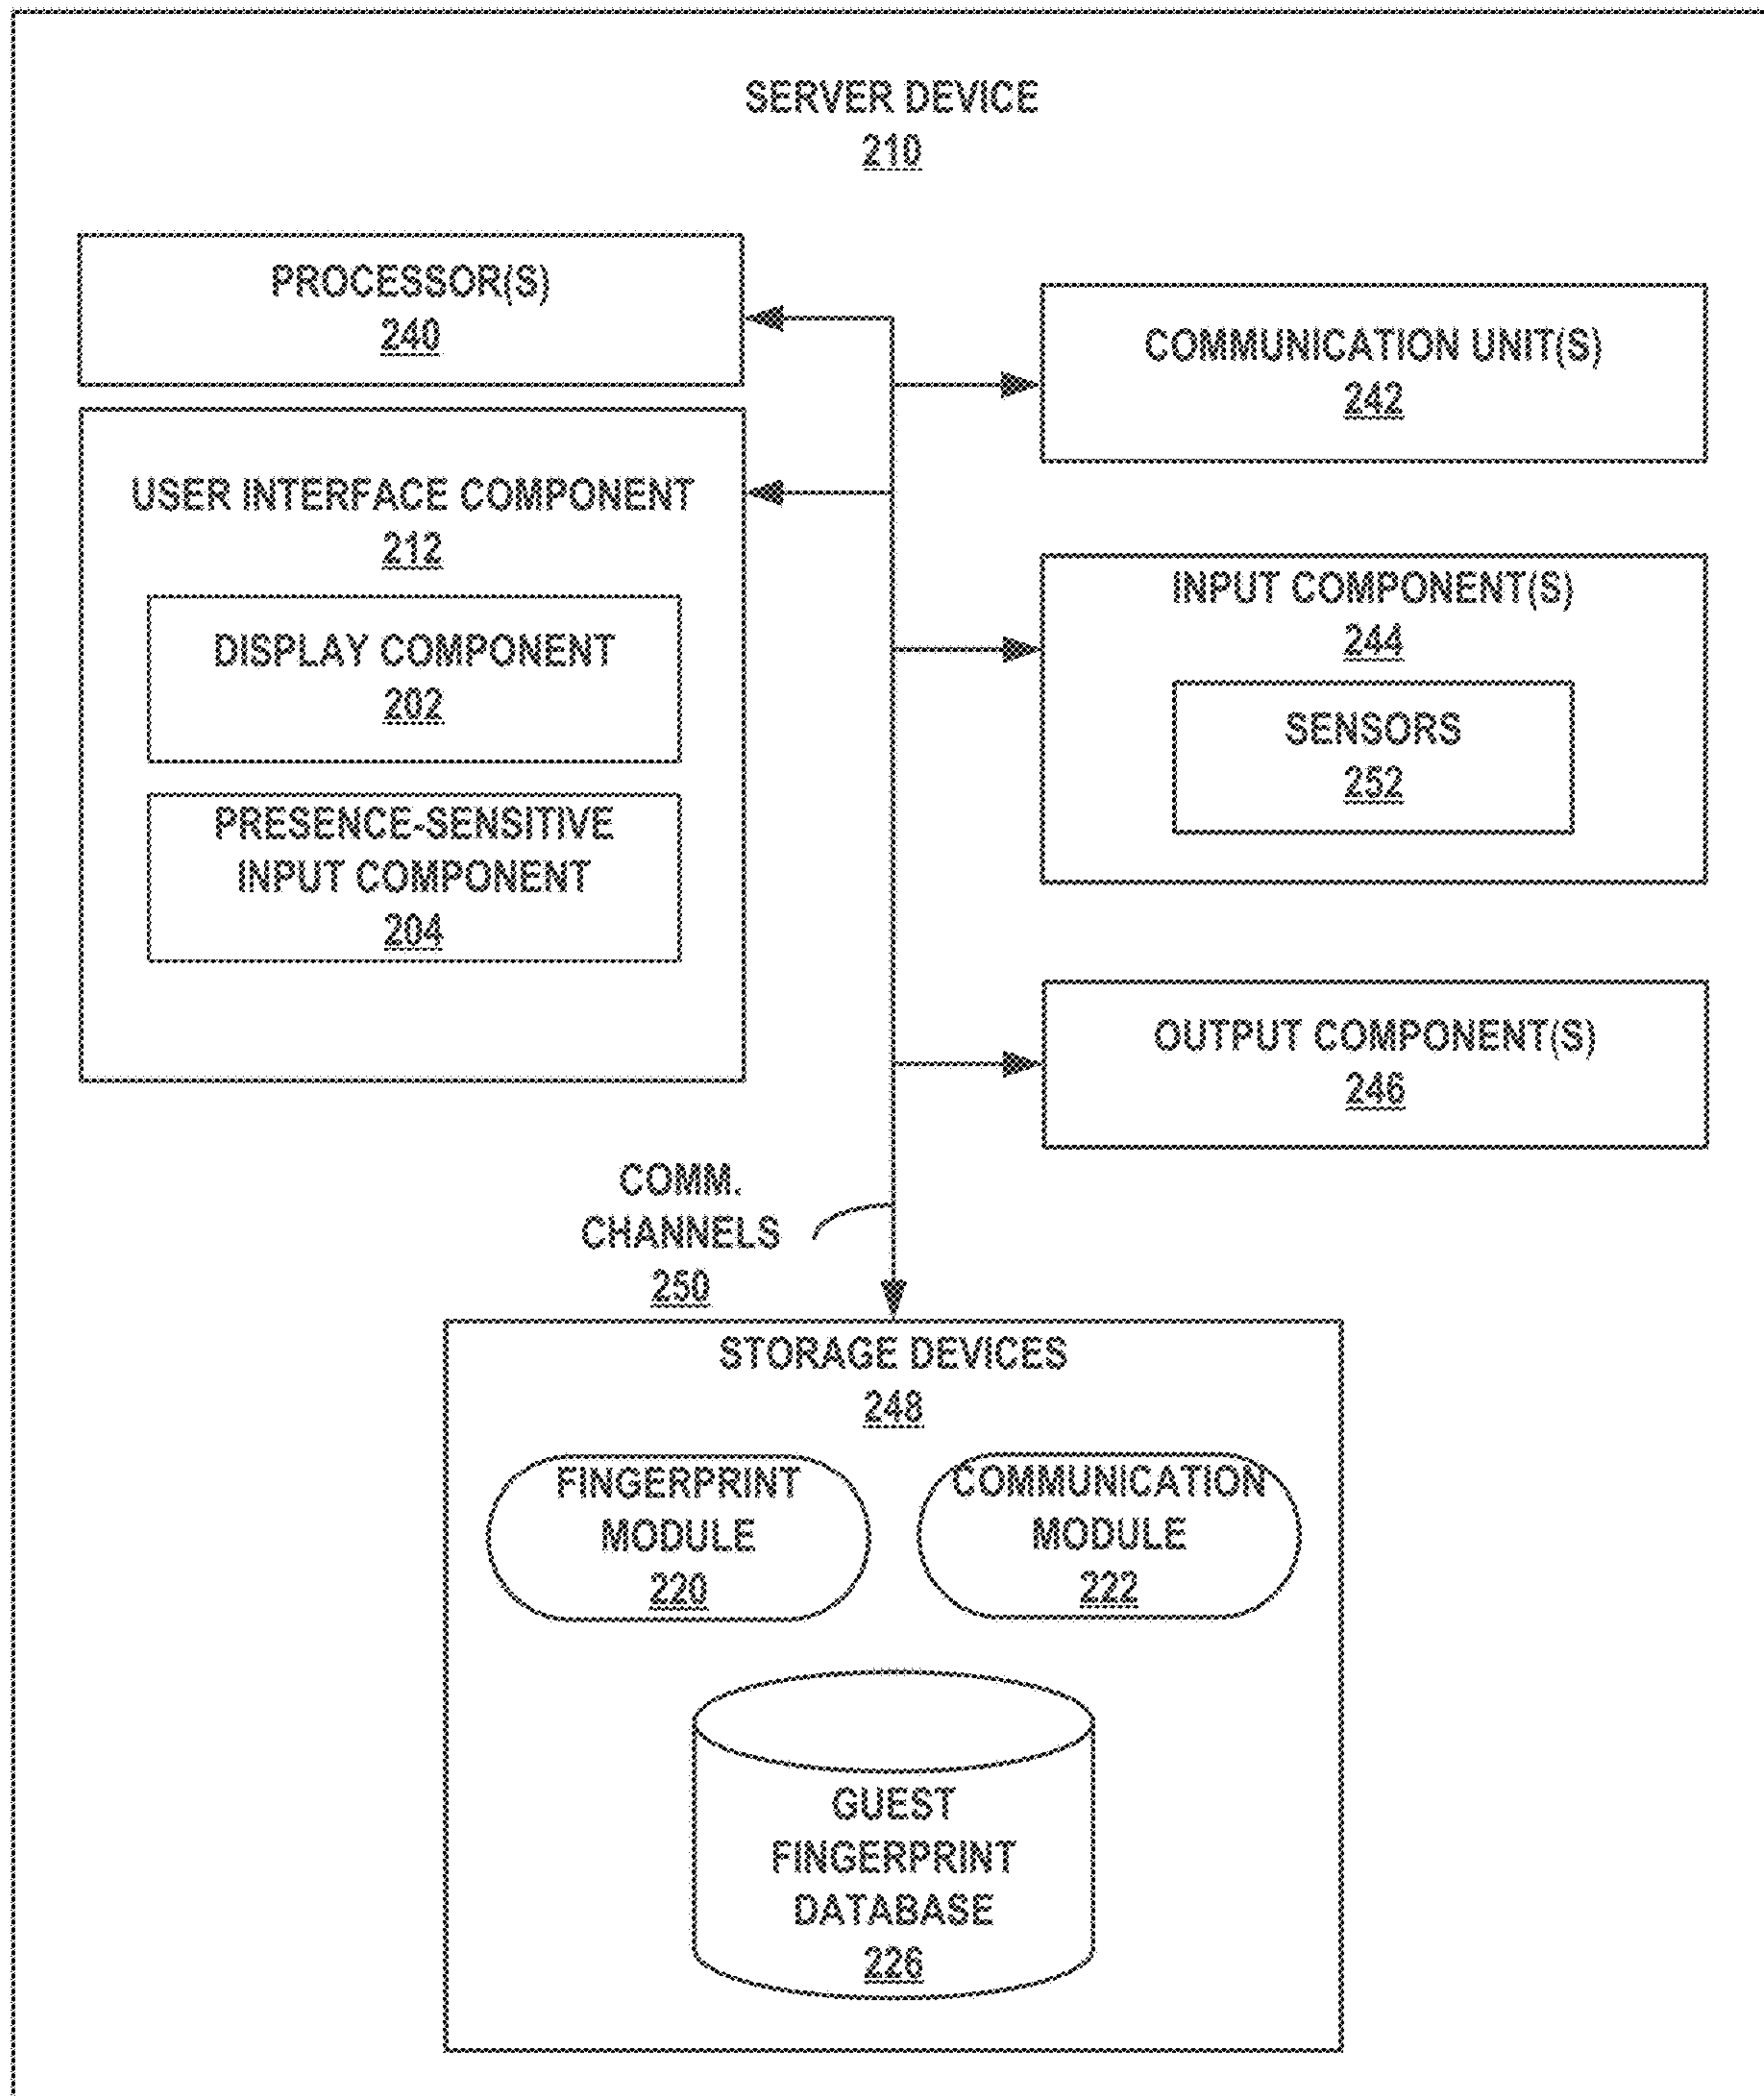 SERVER DEVICE
210
PROCESSOR(S)
240
COMMUNICATION UNIT(S)
242
USER INTERFACE COMPONENT
212
DISPLAY COMPONENT
202
PRESENCE-SENSITIVE
INPUT COMPONENT
204
INPUT COMPONENT(S)
244
SENSORS
252
OUTPUT COMPONENT(S)
246
COMM.
CHANNELS
250
STORAGE DEVICES
248
FINGERPRINT
MODULE
220
COMMUNICATION
MODULE
222
GUEST
FINGERPRINT
DATABASE
226